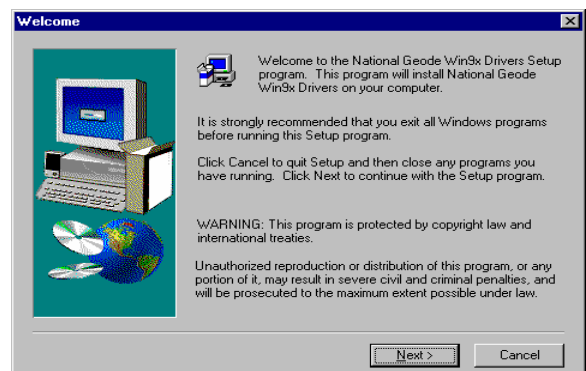 Welcome
Welcome to the National Geode Win9x Drivers Setup
program. This program will install National Geode
Win9x Drivers on your computer.
It is strongly recommended that you exit all Windows programs
before running this Setup program.
Click Cancel to quit Setup and then close any programs you
have running. Click Next to continue with the Setup program.
WARNING: This program is protected by copyright law and
international treaties.
Unauthorized reproduction or distribution of this program, or any
portion of it, may result in severe civil and criminal penalties, and
will be prosecuted to the maximum extent possible under law.
Next >
Cancel